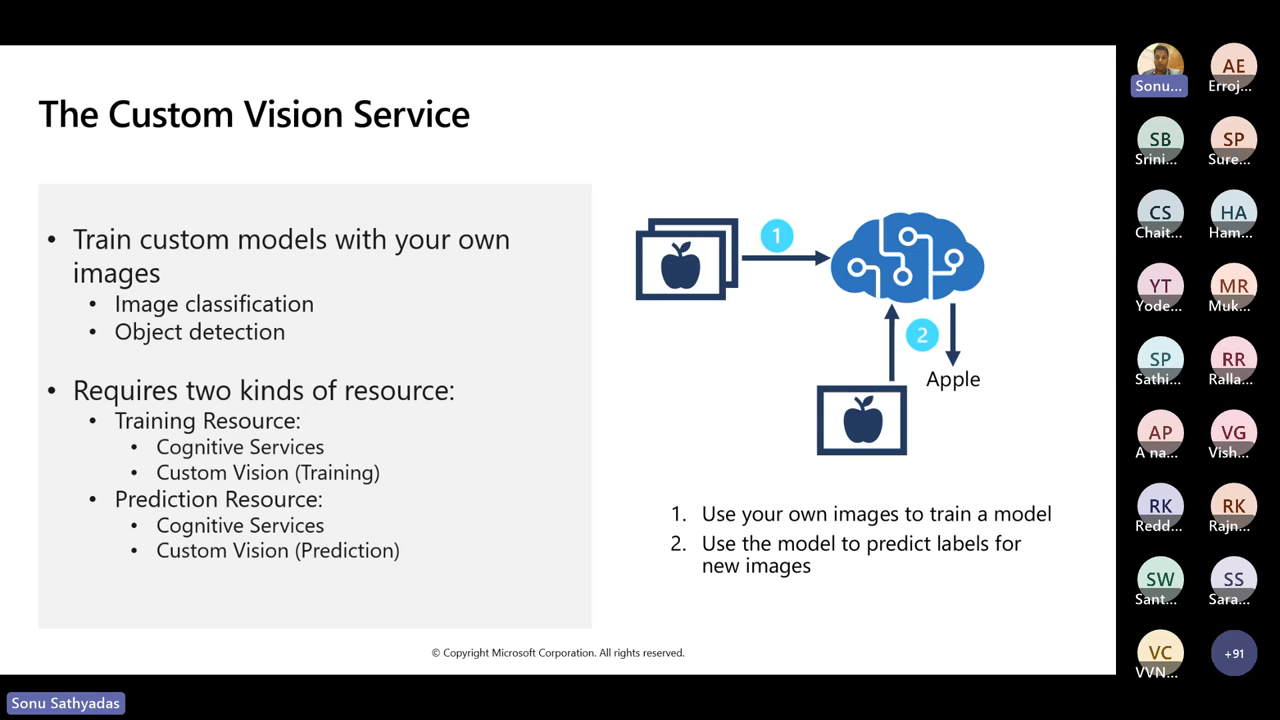 The Custom Vision Service
• Train custom models with your own
images
• Image classification
• Object detection
• Requires two kinds of resource:
• Training Resource:
• Cognitive Services
• Custom Vision (Training)
• Prediction Resource:
• Cognitive Services
• Custom Vision (Prediction)
1
2
Apple
1. Use your own images to train a model
2. Use the model to predict labels for
new images
© Copyright Microsoft Corporation. All rights reserved.
Sonu...
AE
Erroj...
SB
Srini...
SP
Sure...
CS
Chait...
HA
Ham...
YT
Yode...
MR
Muk...
SP
Sathi...
RR
Ralla...
AP
A na...
VG
Vish...
RK
Redd...
RK
Rajn...
SW
Sant...
SS
Sara...
VC
VVN...
+91
Sonu Sathyadas